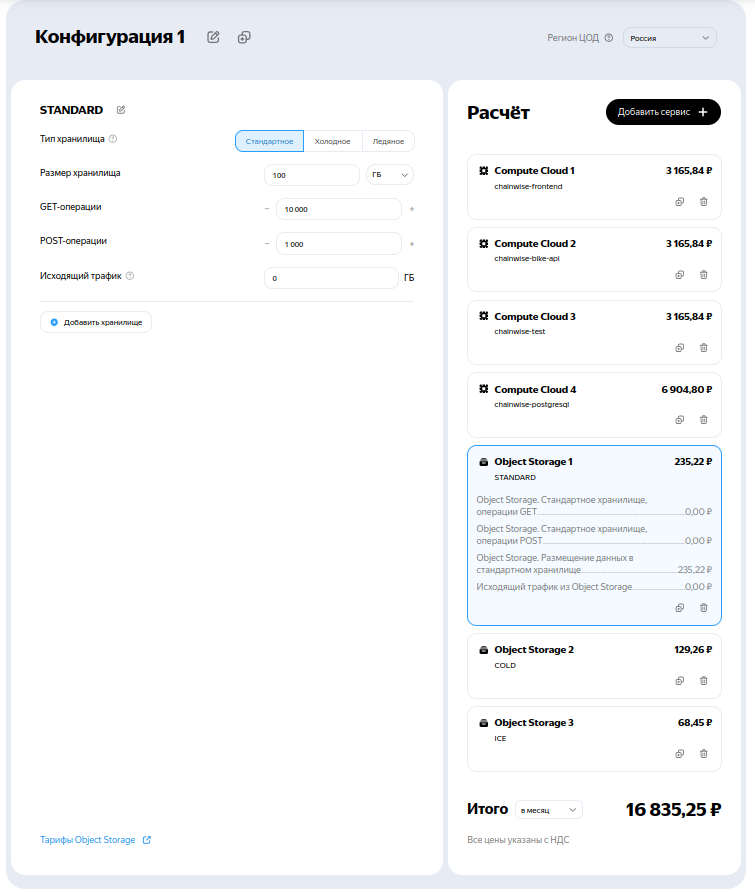 Конфигурация 1
Регион ЦОД
Россия
STANDARD
Тип хранилища
Стандартное
Холодное
Ледяное
Размер хранилища
100
ГБ
GET-операции
− 10 000 +
POST-операции
− 1 000 +
Исходящий трафик
0
ГБ
Добавить хранилище
Тарифы Object Storage
Расчёт
Добавить сервис +
Compute Cloud 1 3 165,84 ₽
chainwise-frontend
Compute Cloud 2 3 165,84 ₽
chainwise-bike-api
Compute Cloud 3 3 165,84 ₽
chainwise-test
Compute Cloud 4 6 904,80 ₽
chainwise-postgresql
Object Storage 1 235,22 ₽
STANDARD
Object Storage. Стандартное хранилище,
операции GET 0,00 ₽
Object Storage. Стандартное хранилище,
операции POST 0,00 ₽
Object Storage. Размещение данных в
стандартном хранилище 235,22 ₽
Исходящий трафик из Object Storage 0,00 ₽
Object Storage 2 129,26 ₽
COLD
Object Storage 3 68,45 ₽
ICE
Итого в месяц 16 835,25 ₽
Все цены указаны с НДС